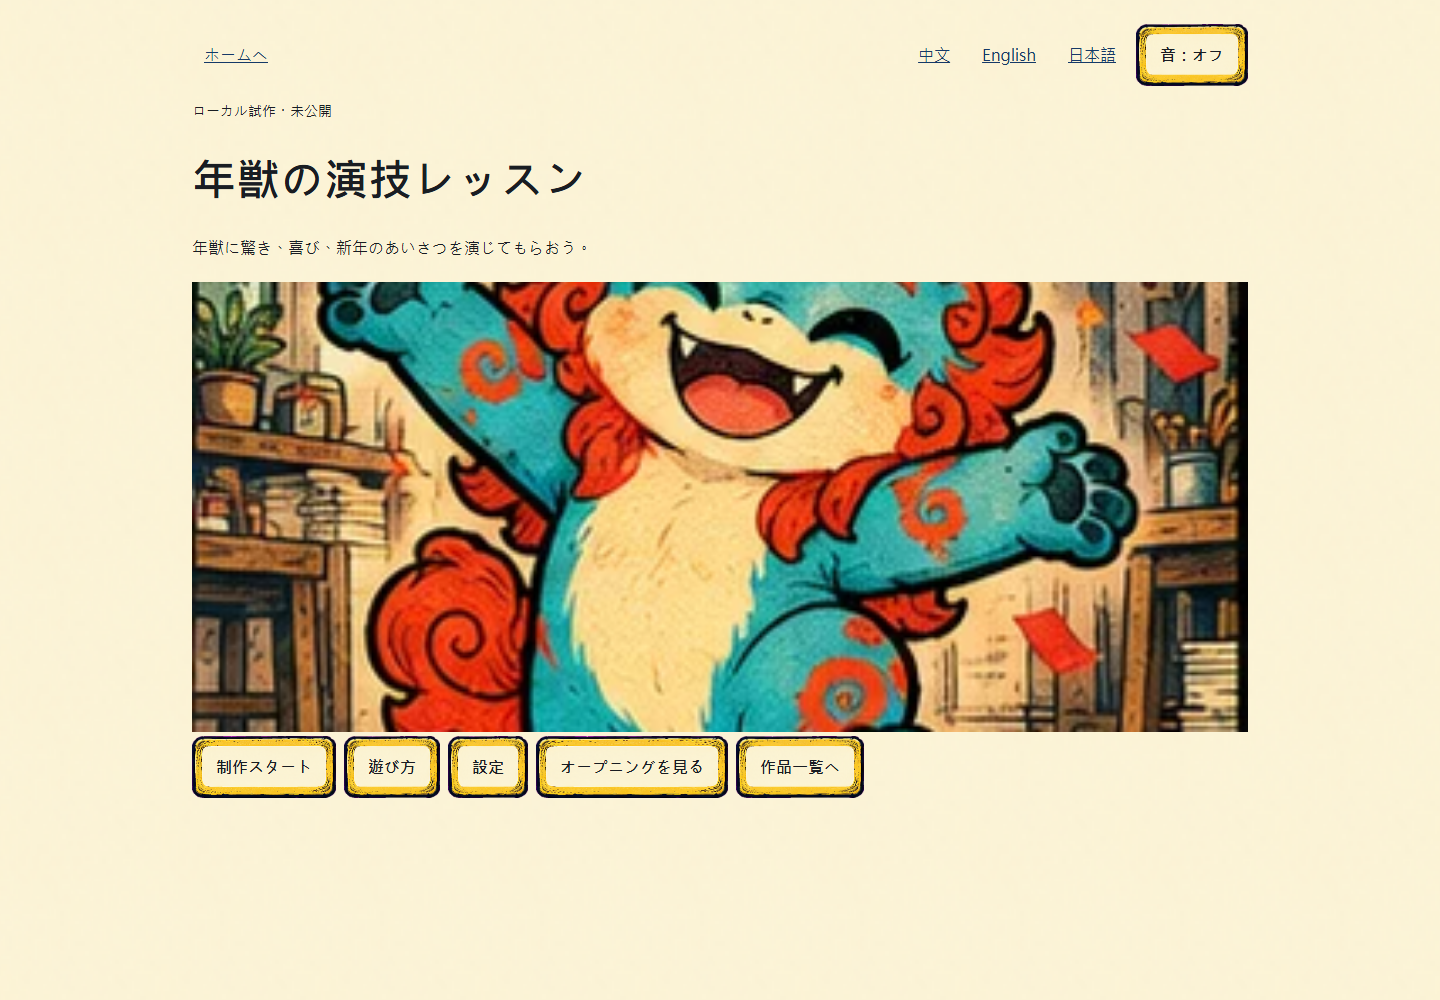 ホームへ
中文 English 日本語 音：オフ
ローカル試作・未公開
年獣の演技レッスン
年獣に驚き、喜び、新年のあいさつを演じてもらおう。
制作スタート 遊び方 設定 オープニングを見る 作品一覧へ